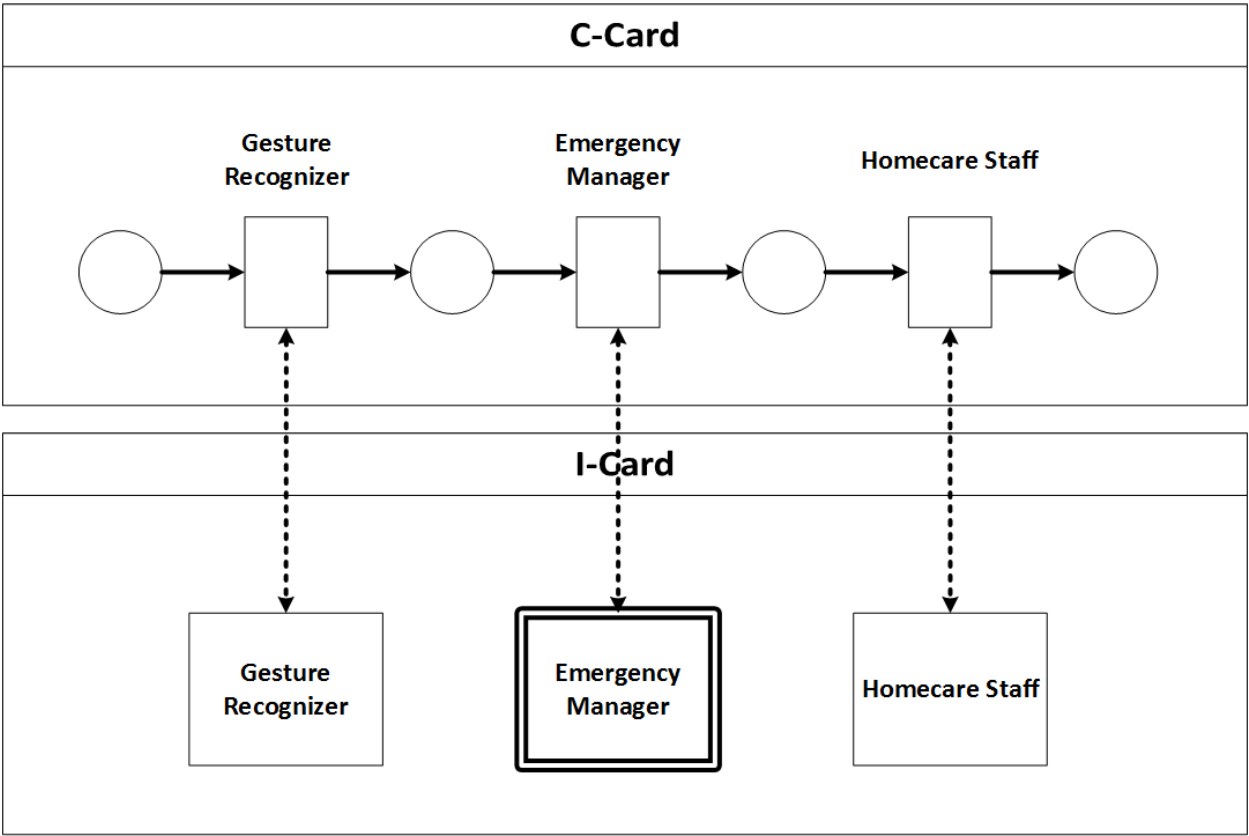 C-Card
Gesture
Recognizer
Emergency
Manager
Homecare Staff
I-Card
Gesture
Recognizer
Emergency
Manager
Homecare Staff